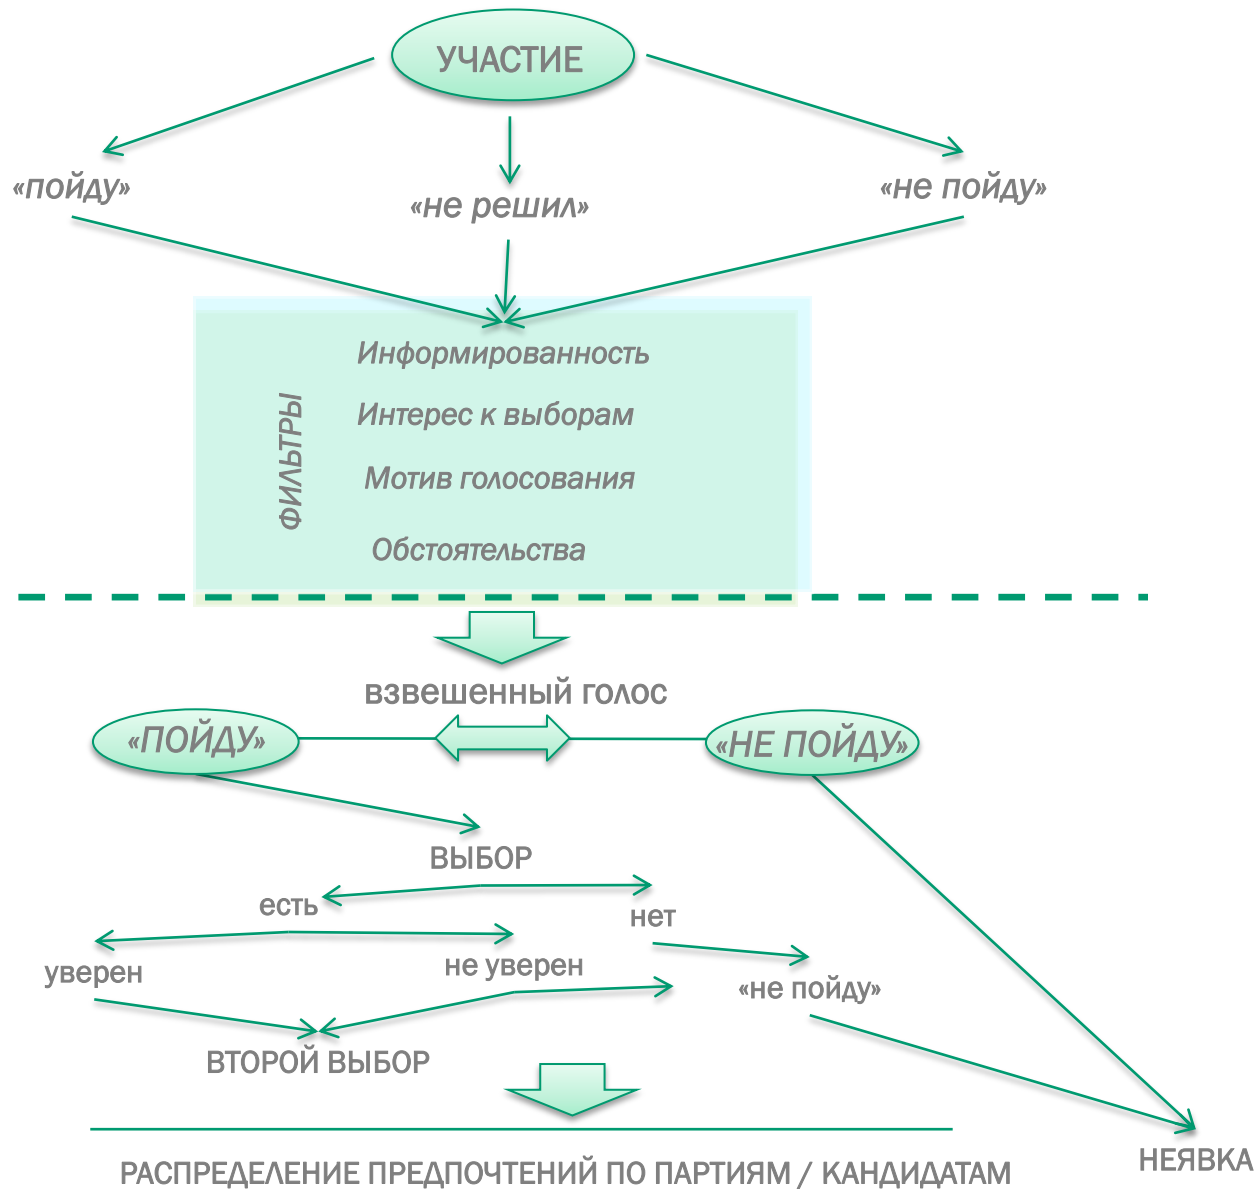 УЧАСТИЕ
«пойду»
«не решил»
«не пойду»
ФИЛЬТРЫ
Информированность
Интерес к выборам
Мотив голосования
Обстоятельства
взвешенный голос
«ПОЙДУ»
«НЕ ПОЙДУ»
ВЫБОР
есть
нет
уверен
не уверен
«не пойду»
ВТОРОЙ ВЫБОР
НЕЯВКА
РАСПРЕДЕЛЕНИЕ ПРЕДПОЧТЕНИЙ ПО ПАРТИЯМ / КАНДИДАТАМ